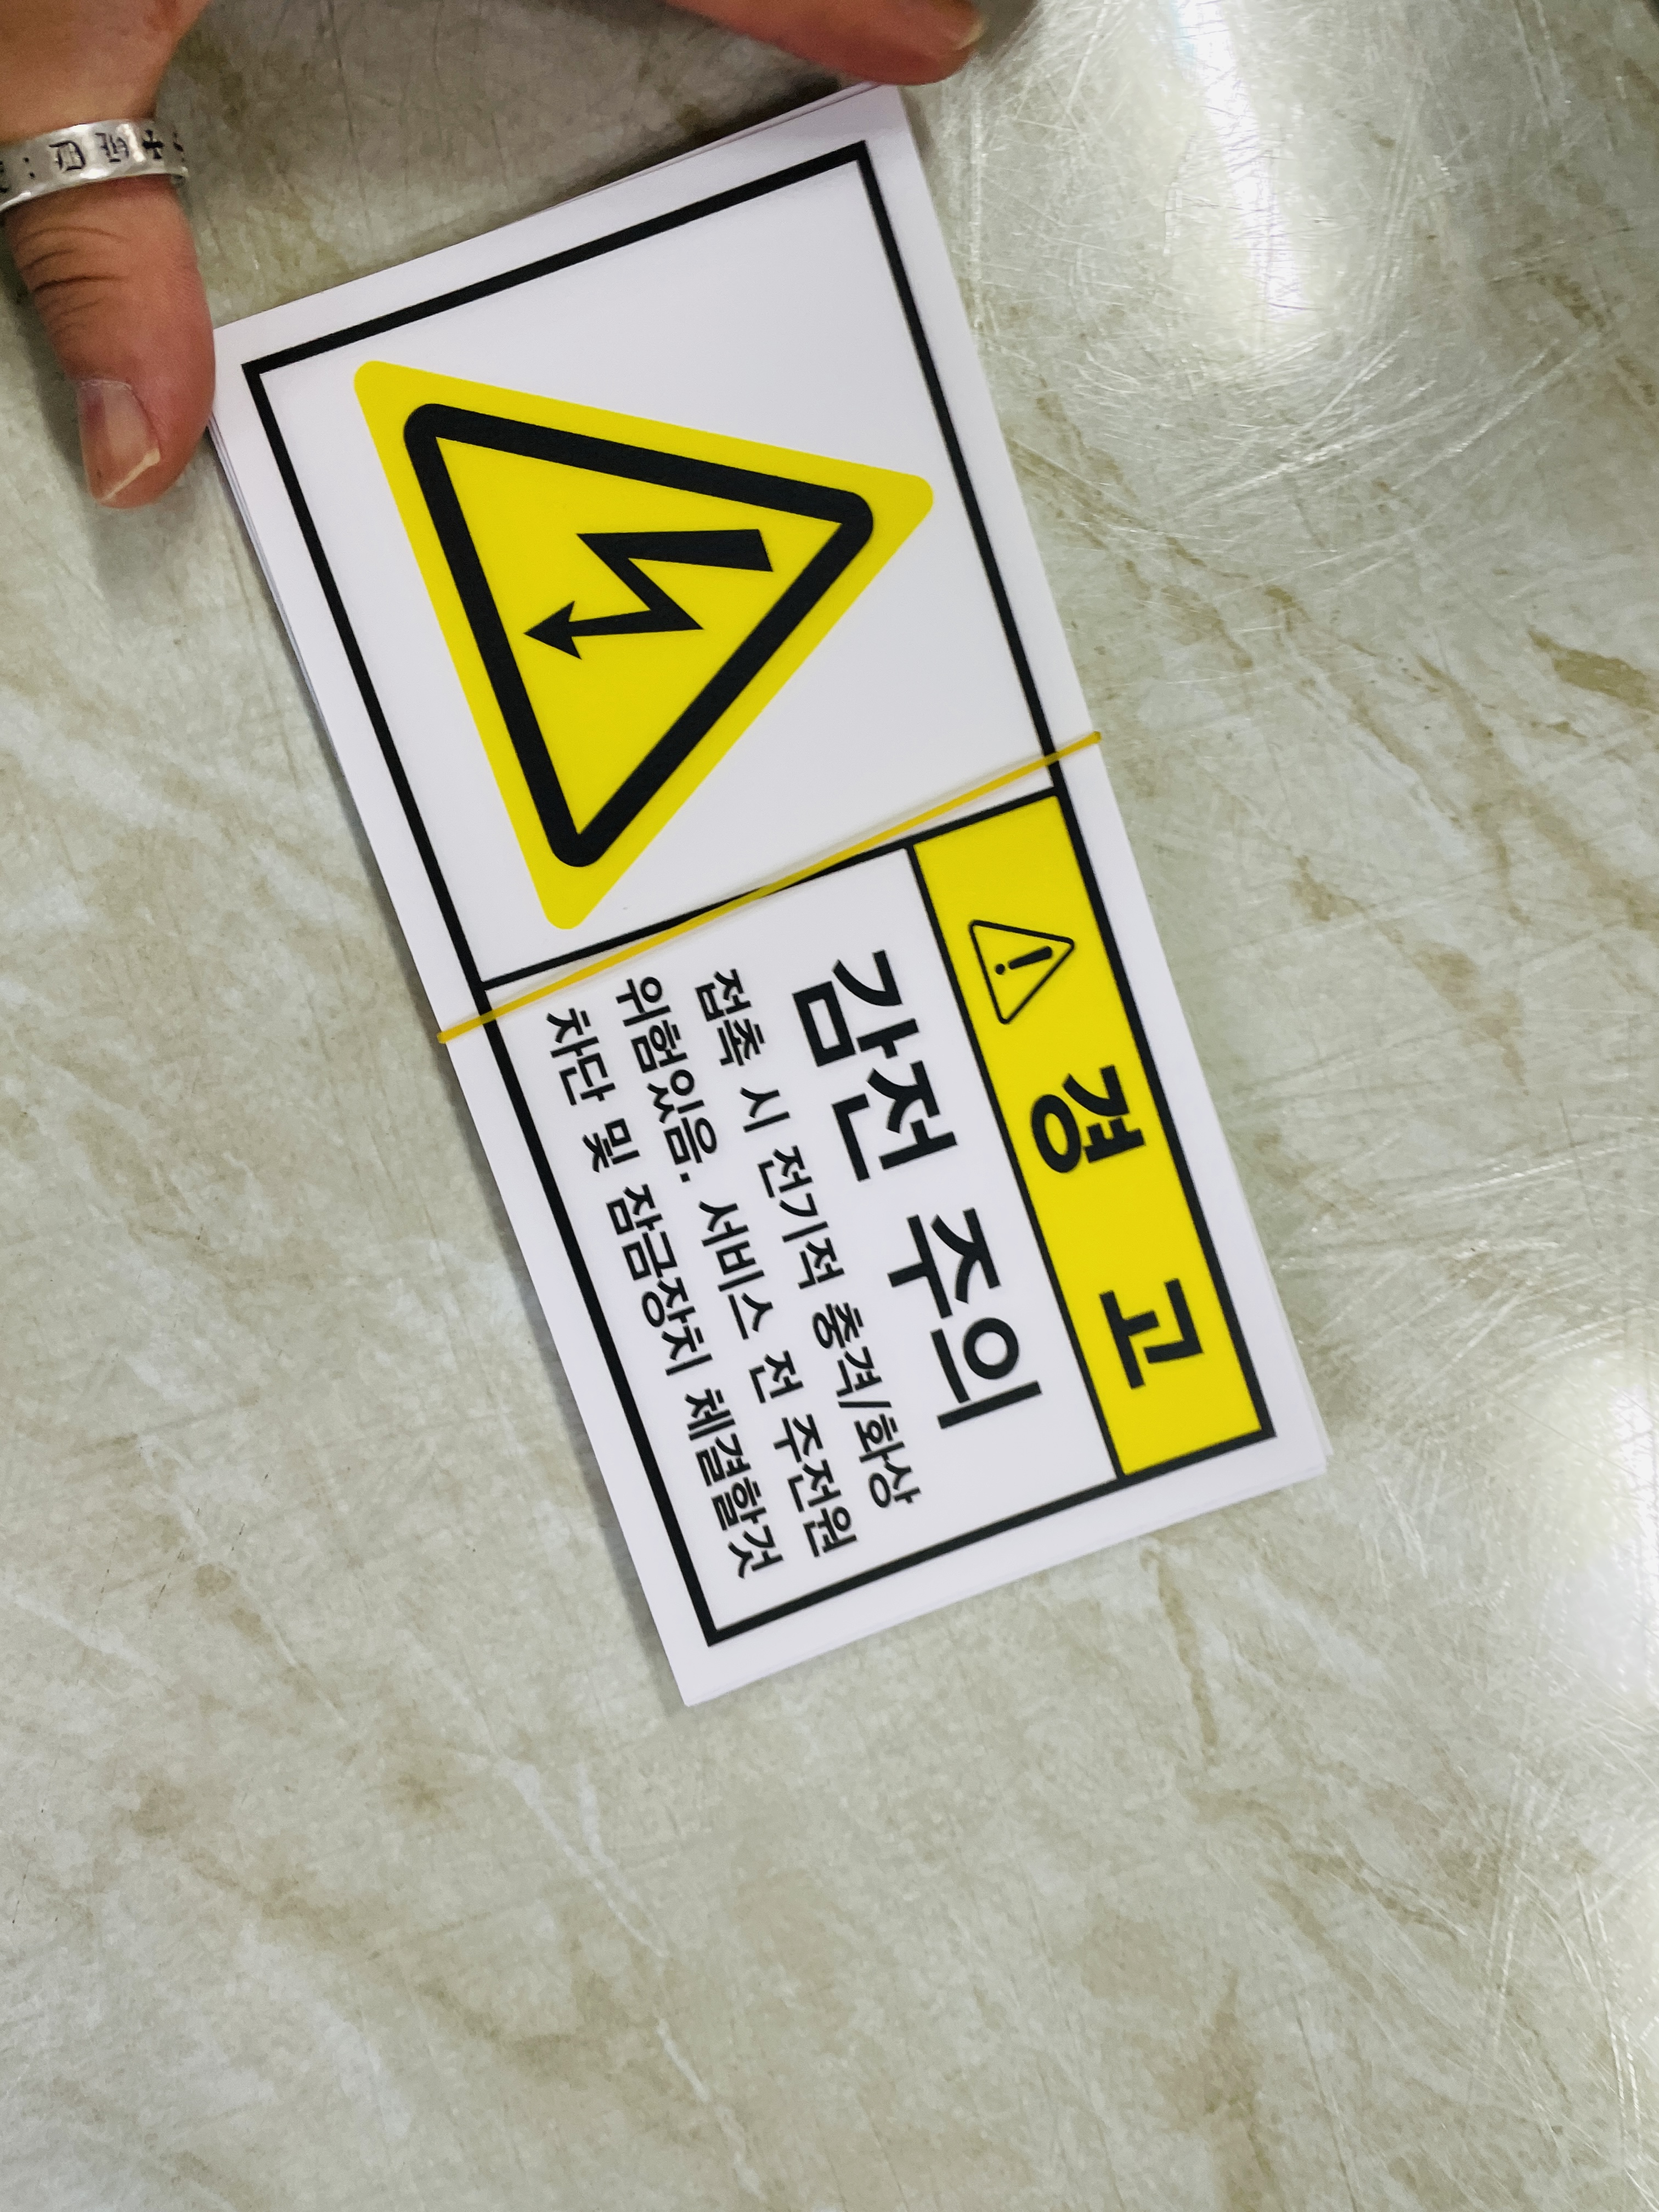 경 고
감전 주의
접촉 시 전기적 충격/화상
위험있음. 서비스 전 주전원
차단 및 잠금장치 체결할것